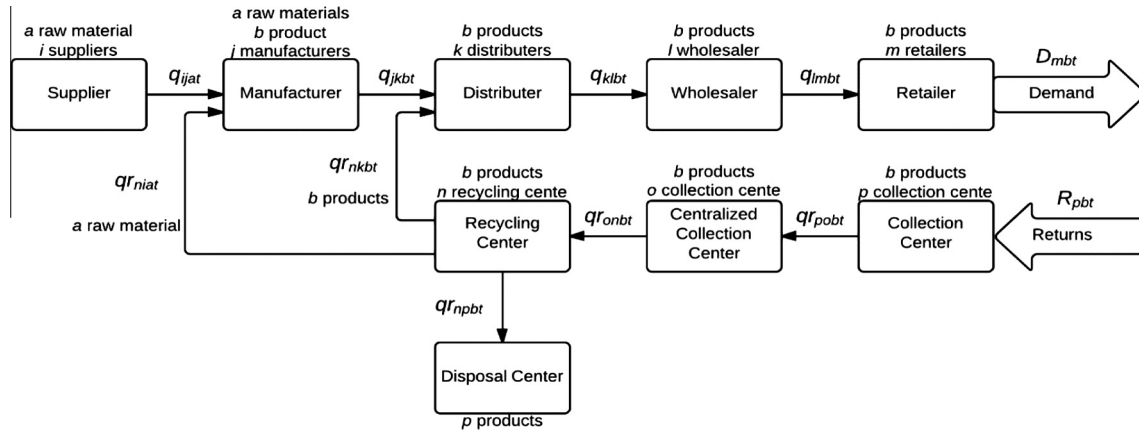 a raw material
i suppliers
Supplier
q_ijat
a raw materials
b product
j manufacturers
Manufacturer
q_jkbt
b products
k distributers
Distributer
q_klbt
b products
l wholesaler
Wholesaler
q_lmbt
b products
m retailers
Retailer
D_mbt
Demand
qr_niat
a raw material
qr_nkbt
b products
b products
n recycling cente
Recycling
Center
qr_onbt
b products
o collection cente
Centralized
Collection
Center
qr_pobt
b products
p collection cente
Collection
Center
R_pbt
Returns
qr_npbt
Disposal Center
p products